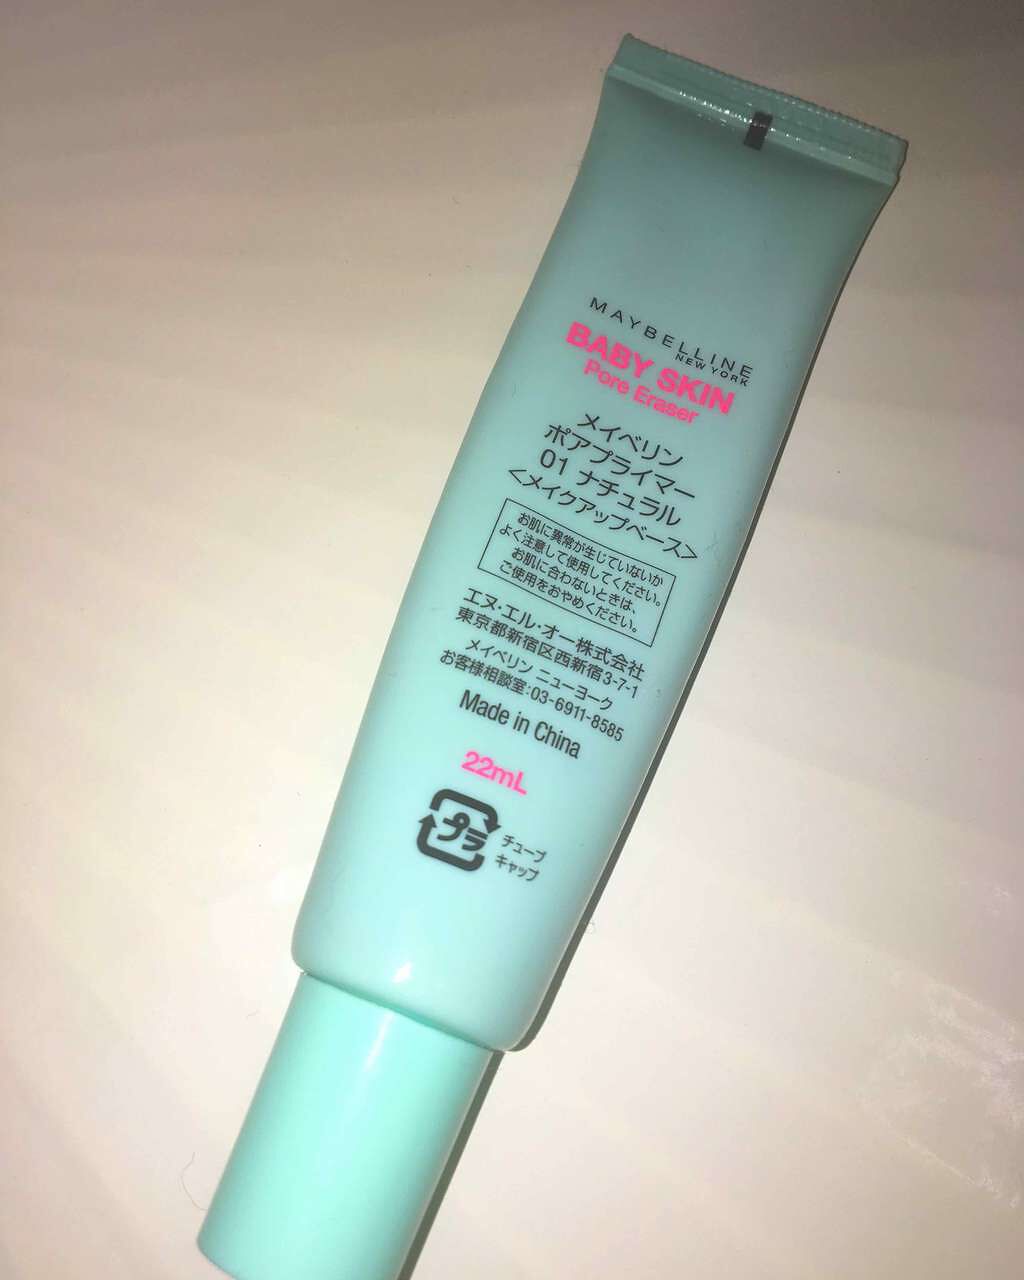 MAYBELLINE
NEW YORK
BABY SKIN
Pore Eraser
メイベリン
ポアプライマー
01 ナチュラル
<メイクアップベース>
お肌に異常が生じていないか
よく注意して使用してください。
お肌に合わないときは、
ご使用をおやめください。
エヌ・エル・オー株式会社
東京都新宿区西新宿3-7-1
メイベリン ニューヨーク
お客様相談室:03-6911-8585
Made in China
22mL
プラ
チューブ
キャップ